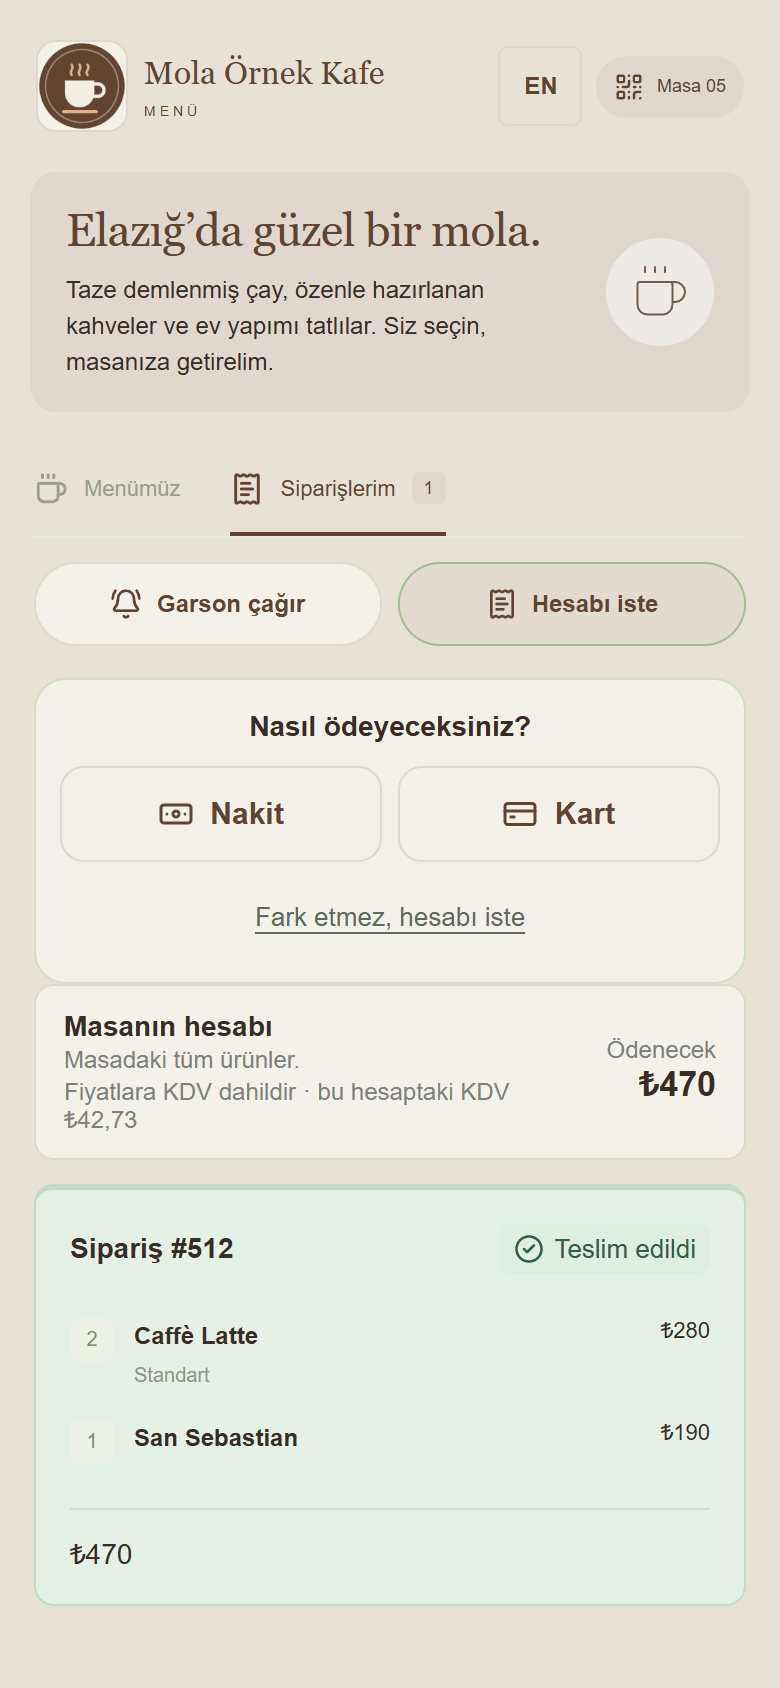 Mola Örnek Kafe
MENÜ
EN
Masa 05
Elazığ’da güzel bir mola.
Taze demlenmiş çay, özenle hazırlanan
kahveler ve ev yapımı tatlılar. Siz seçin,
masanıza getirelim.
Menümüz
Siparişlerim 1
Garson çağır
Hesabı iste
Nasıl ödeyeceksiniz?
Nakit
Kart
Fark etmez, hesabı iste
Masanın hesabı
Masadaki tüm ürünler.
Fiyatlara KDV dahildir · bu hesaptaki KDV
₺42,73
Ödenecek
₺470
Sipariş #512
Teslim edildi
2 Caffè Latte ₺280
Standart
1 San Sebastian ₺190
₺470